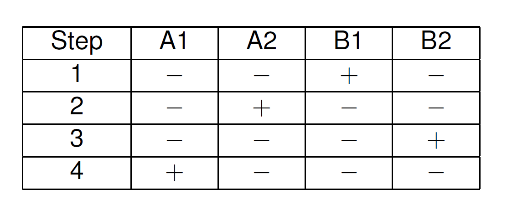 Step A1 A2 B1 B2
1 − − + −
2 − + − −
3 − − − +
4 + − − −